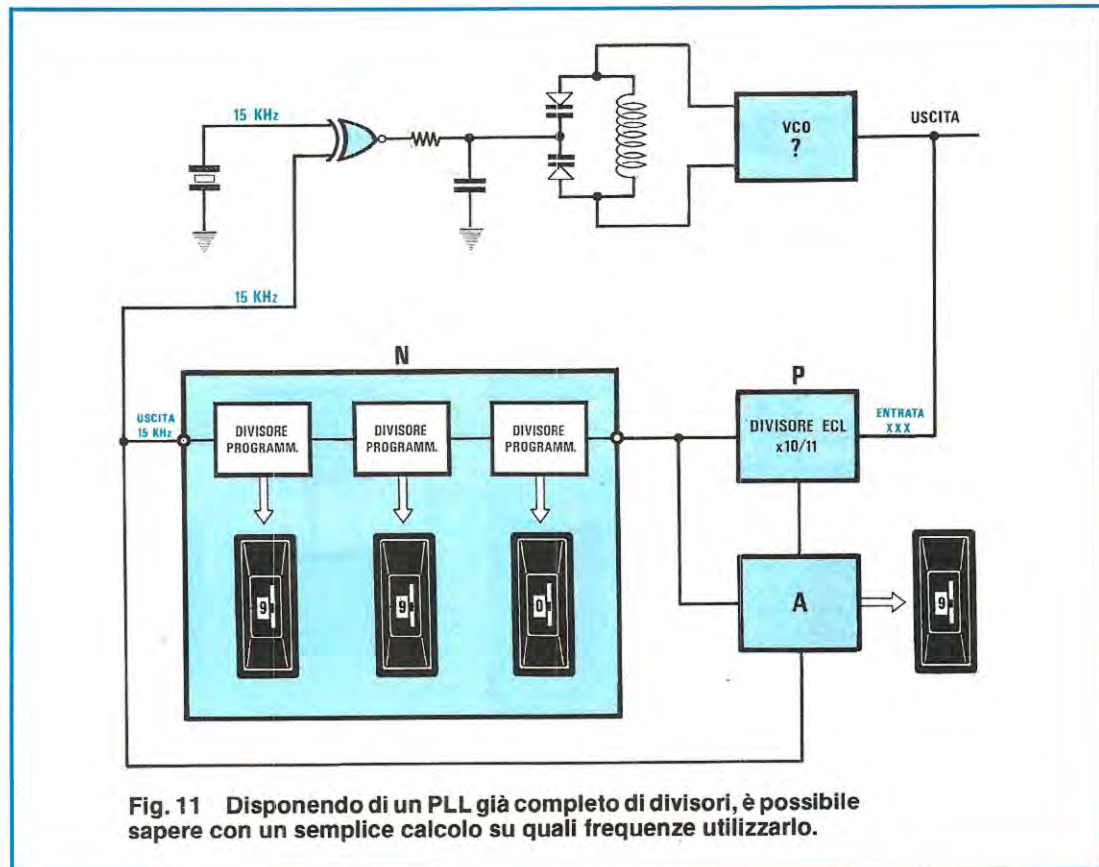 15 KHz
VCO
?
USCITA
15 KHz
N
P
USCITA
15 KHz
DIVISORE
PROGRAMM.
DIVISORE
PROGRAMM.
DIVISORE
PROGRAMM.
DIVISORE ECL
x10/11
ENTRATA
XXX
A
9
9
0
9
Fig. 11 Disponendo di un PLL già completo di divisori, è possibile
sapere con un semplice calcolo su quali frequenze utilizzarlo.